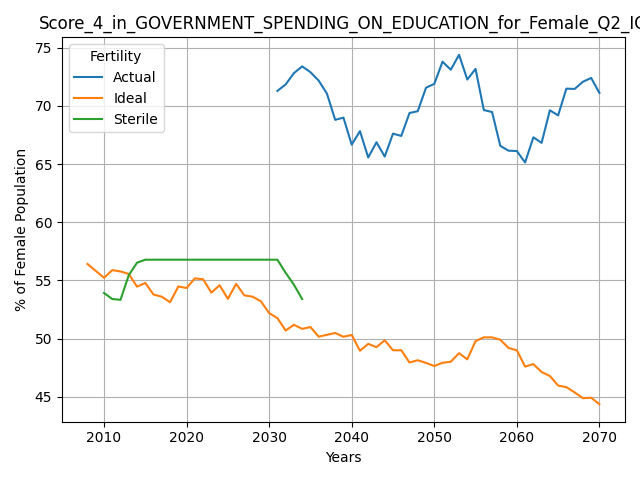 Score_4_in_GOVERNMENT_SPENDING_ON_EDUCATION_for_Female_Q2_IC
Fertility
Actual
Ideal
Sterile
% of Female Population
75
70
65
60
55
50
45
2010 2020 2030 2040 2050 2060 2070
Years